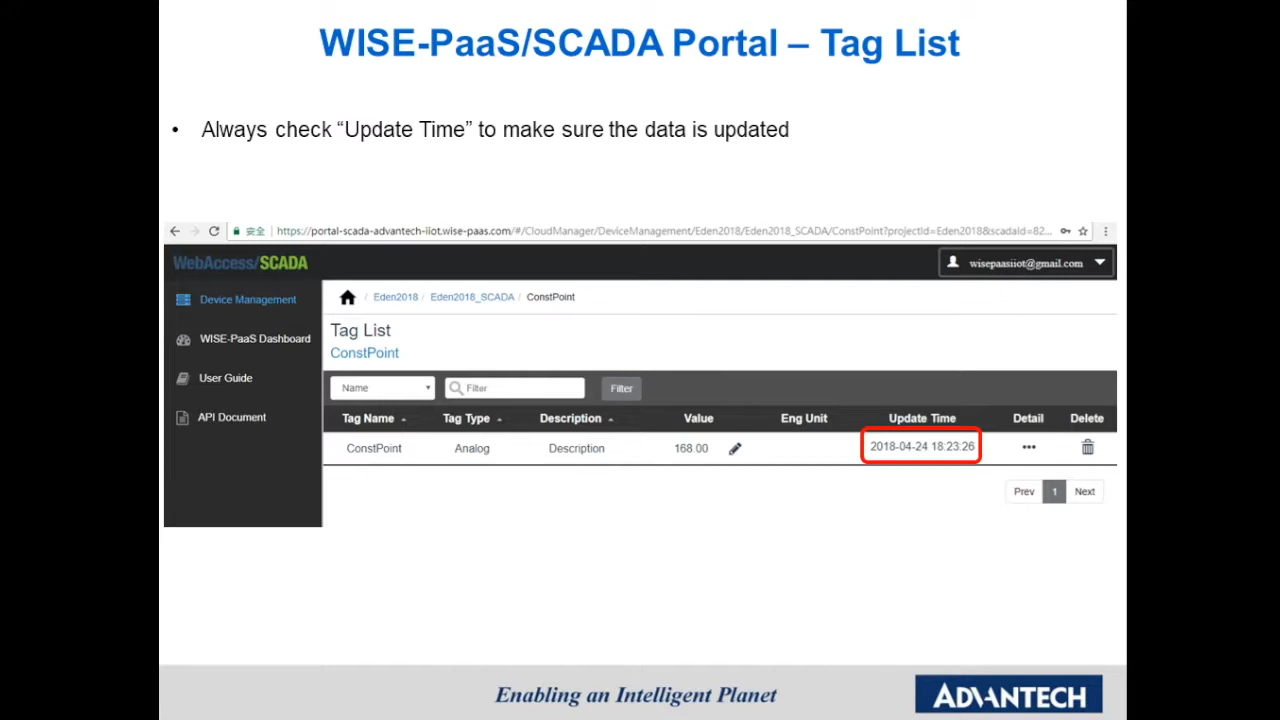 WISE-PaaS/SCADA Portal – Tag List
• Always check “Update Time” to make sure the data is updated
安全 https://portal-scada-advantech-iiot.wise-paas.com/#/CloudManager/DeviceManagement/Eden2018/Eden2018_SCADA/ConstPoint?projectId=Eden2018&scadaId=82...
WebAccess/SCADA
wisepaasiiot@gmail.com
Device Management
WISE-PaaS Dashboard
User Guide
API Document
/ Eden2018 / Eden2018_SCADA / ConstPoint
Tag List
ConstPoint
Name Filter Filter
Tag Name Tag Type Description Value Eng Unit Update Time Detail Delete
ConstPoint Analog Description 168.00 2018-04-24 18:23:26 •••
Prev 1 Next
Enabling an Intelligent Planet
ADVANTECH